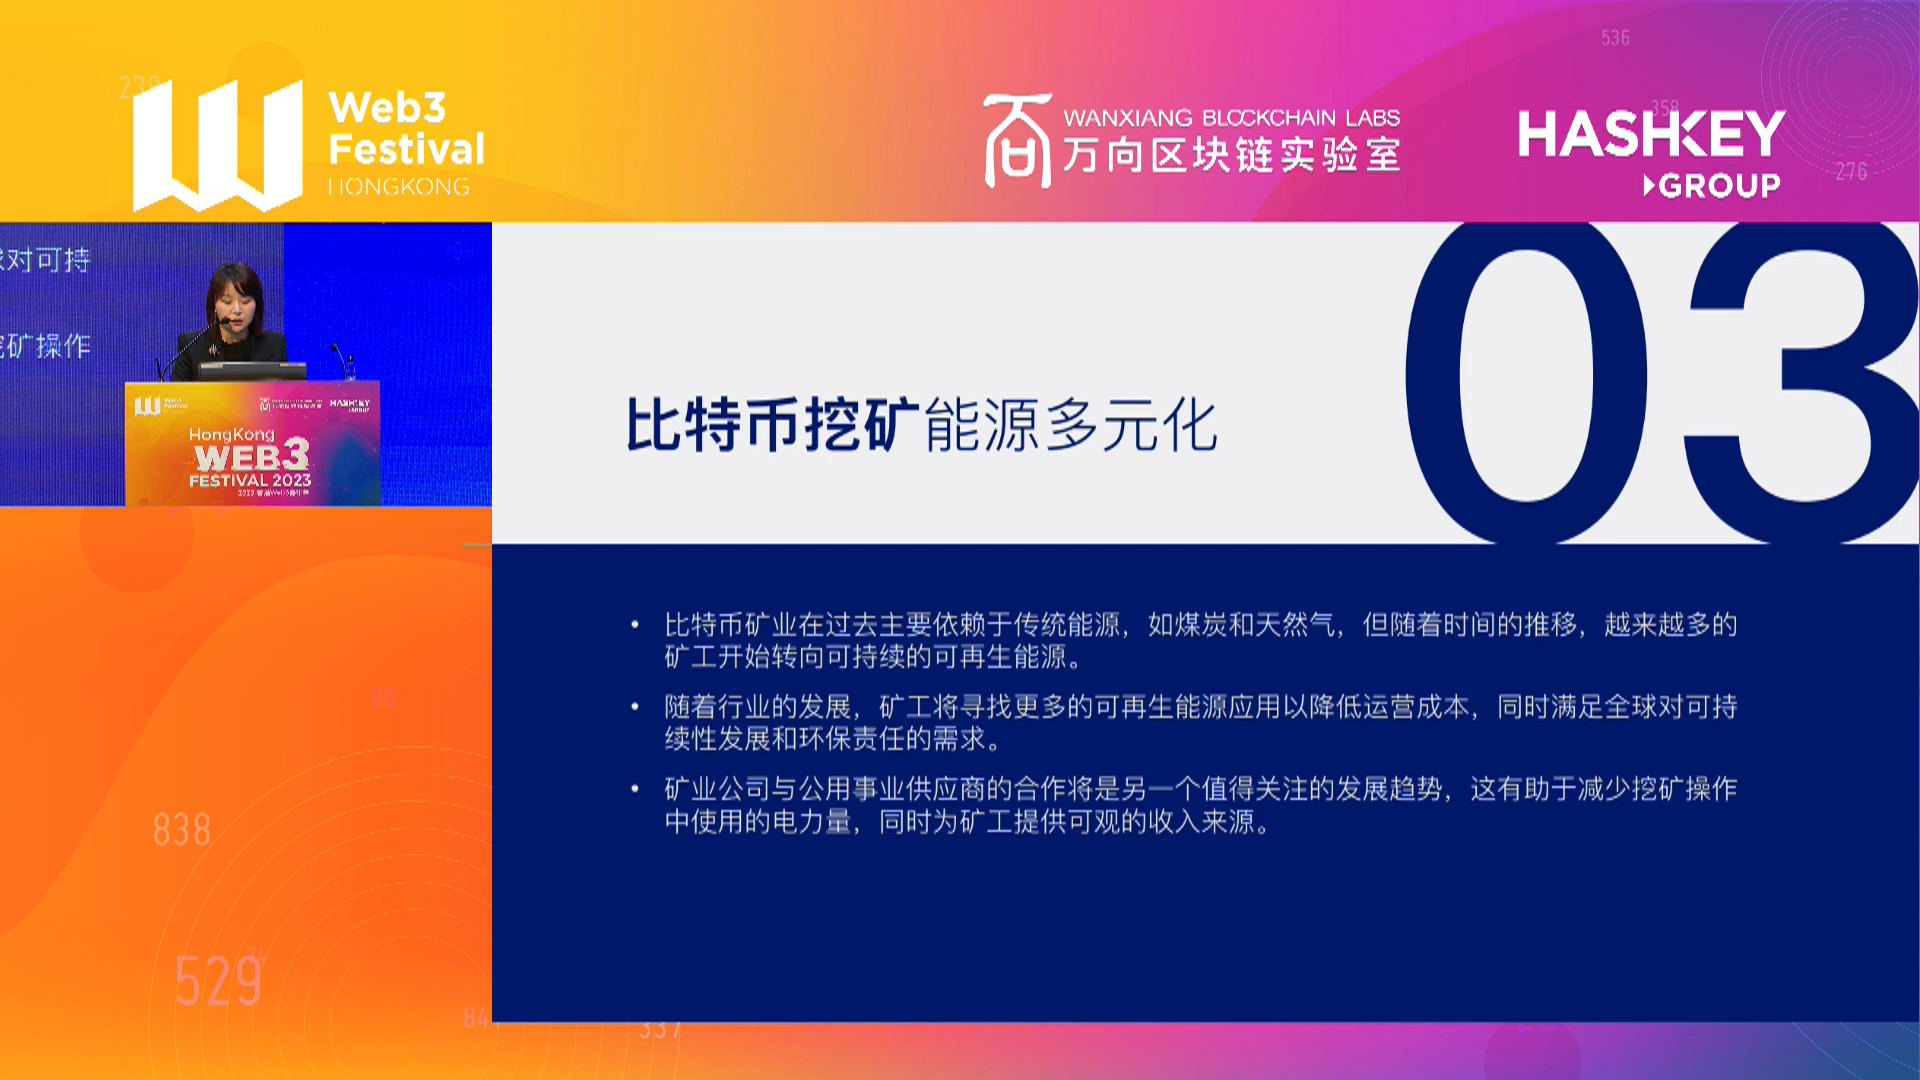 Web3
Festival
HONGKONG
WANXIANG BLOCKCHAIN LABS
万向区块链实验室
HASHKEY
GROUP
536
358
276
对可持
矿操作
HongKong
WEB3
FESTIVAL 2023
03
比特币挖矿能源多元化
• 比特币矿业在过去主要依赖于传统能源，如煤炭和天然气，但随着时间的推移，越来越多的
矿工开始转向可持续的可再生能源。
• 随着行业的发展，矿工将寻找更多的可再生能源应用以降低运营成本，同时满足全球对可持
续性发展和环保责任的需求。
• 矿业公司与公用事业供应商的合作将是另一个值得关注的发展趋势，这有助于减少挖矿操作
中使用的电力量，同时为矿工提供可观的收入来源。
90
838
529